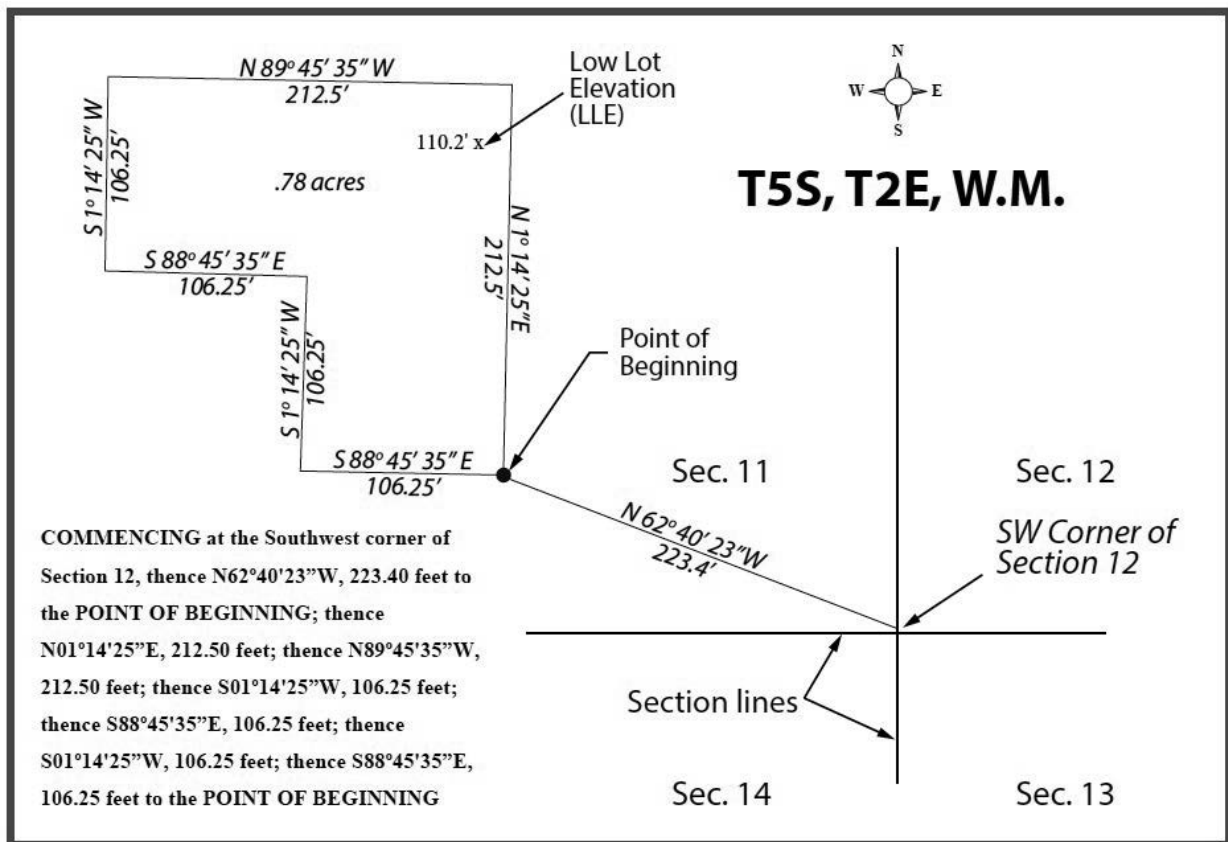 N 89° 45' 35" W
212.5'
S 1° 14' 25" W
106.25'
Low Lot
Elevation
(LLE)
110.2' x
.78 acres
N 1° 14' 25"E
212.5'
S 88° 45' 35" E
106.25'
S 1° 14' 25" W
106.25'
S 88° 45' 35" E
106.25'
Point of
Beginning
N
W
E
S
T5S, T2E, W.M.
Sec. 11
Sec. 12
N 62° 40' 23"W
223.4'
SW Corner of
Section 12
Section lines
Sec. 14
Sec. 13
COMMENCING at the Southwest corner of
Section 12, thence N62°40'23”W, 223.40 feet to
the POINT OF BEGINNING; thence
N01°14'25”E, 212.50 feet; thence N89°45'35”W,
212.50 feet; thence S01°14'25”W, 106.25 feet;
thence S88°45'35”E, 106.25 feet; thence
S01°14'25”W, 106.25 feet; thence S88°45'35”E,
106.25 feet to the POINT OF BEGINNING